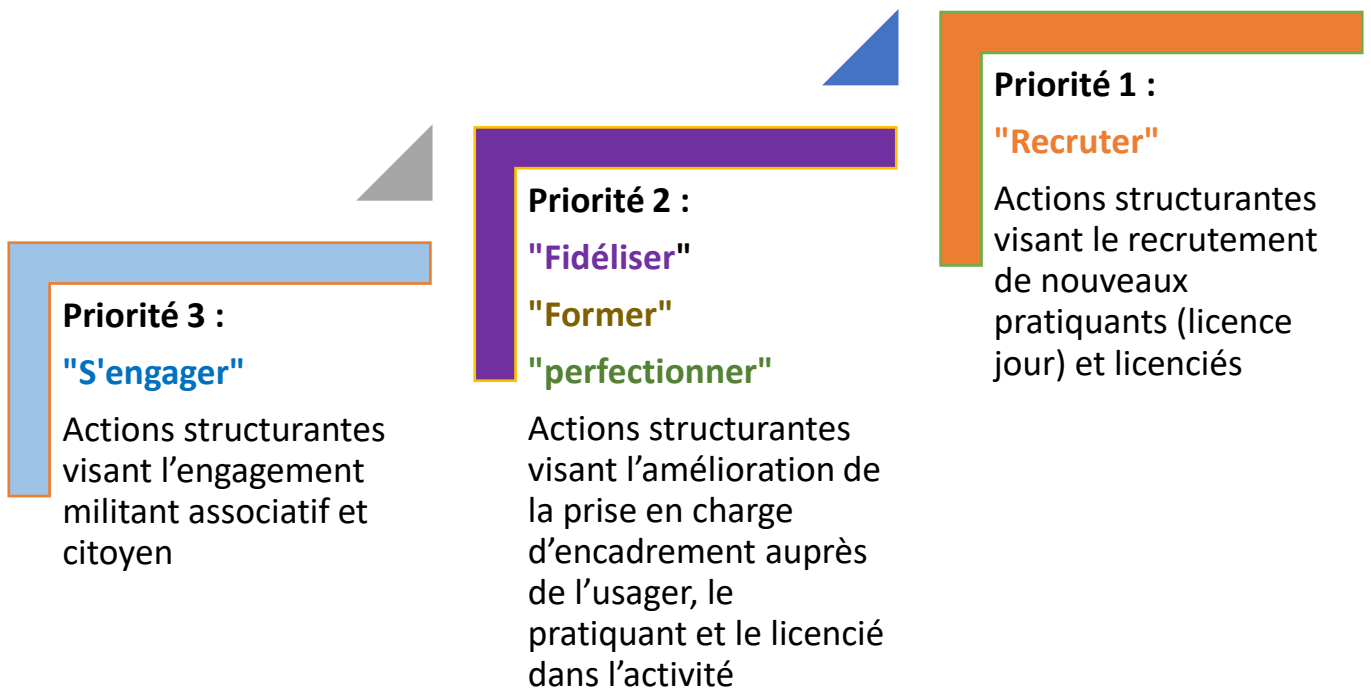 Priorité 3 :
"S'engager"
Actions structurantes
visant l’engagement
militant associatif et
citoyen
Priorité 2 :
"Fidéliser"
"Former"
"perfectionner"
Actions structurantes
visant l’amélioration de
la prise en charge
d’encadrement auprès
de l’usager, le
pratiquant et le licencié
dans l’activité
Priorité 1 :
"Recruter"
Actions structurantes
visant le recrutement
de nouveaux
pratiquants (licence
jour) et licenciés